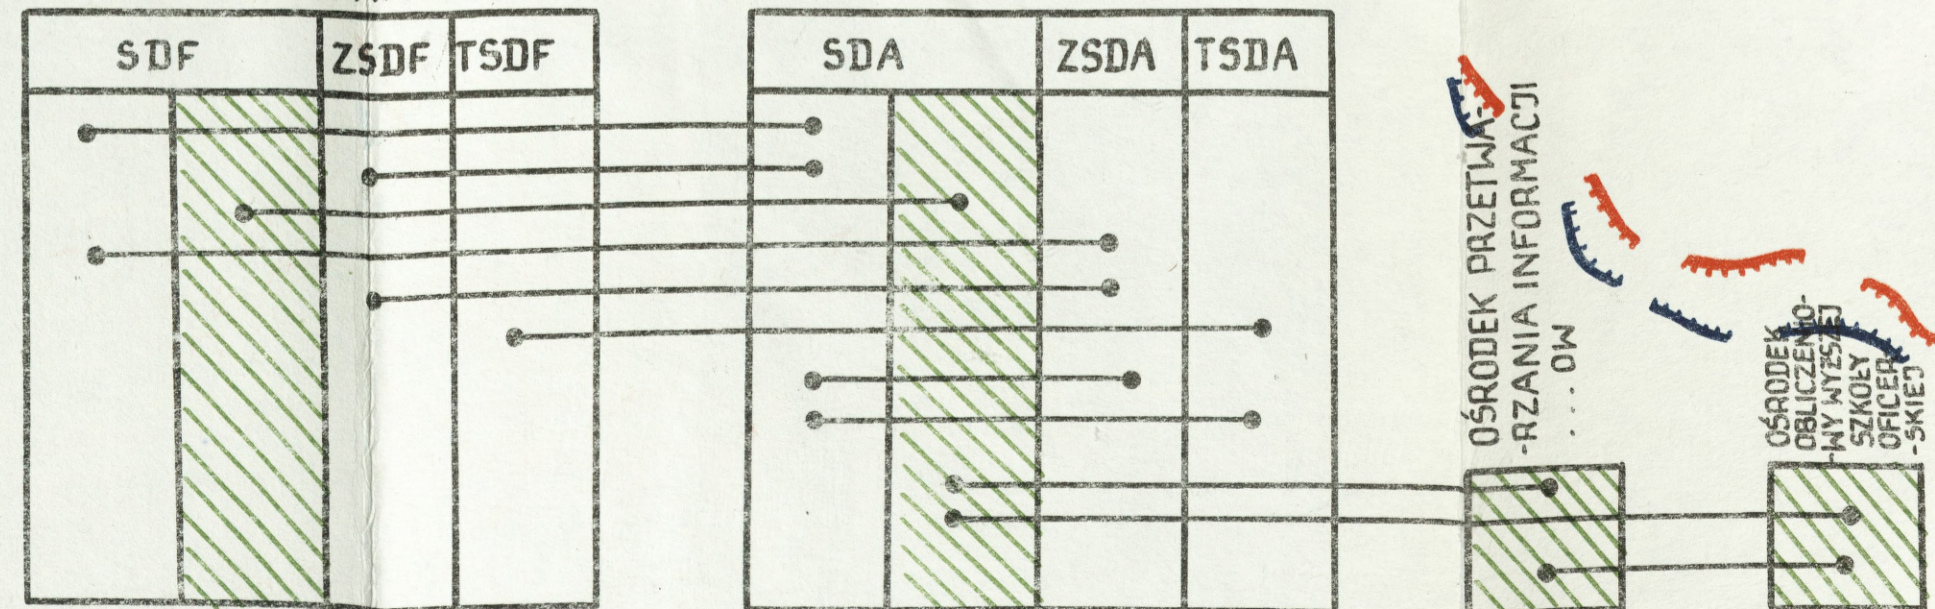 SDF
ZSDF
TSDF
SDA
ZSDA
TSDA
OŚRODEK PRZETWA-
-RZANIA INFORMACJI
....OW
OŚRODEK
OBLICZENIO-
-WY WYŻSZEJ
SZKOŁY
OFICER-
-SKIEJ